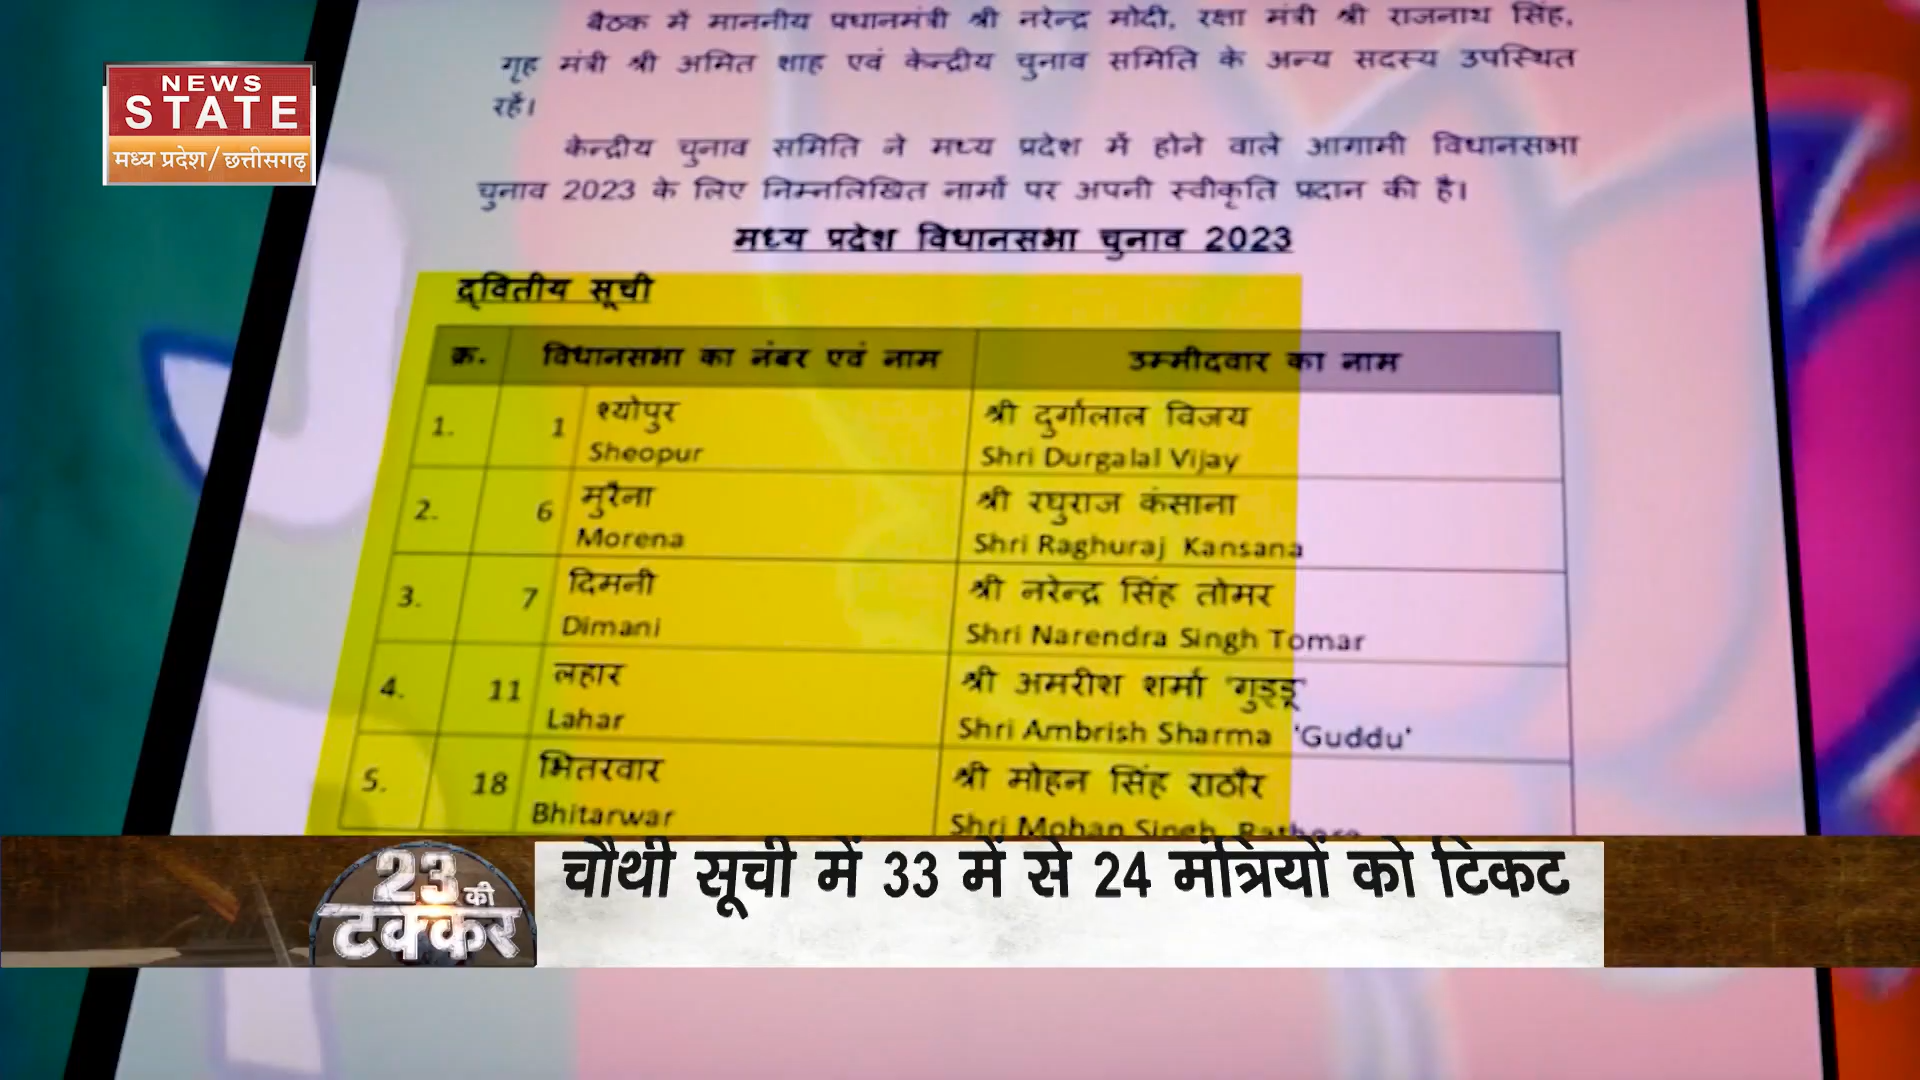 बैठक में माननीय प्रधानमंत्री श्री नरेन्द्र मोदी, रक्षा मंत्री श्री राजनाथ सिंह,
गृह मंत्री श्री अमित शाह एवं केन्द्रीय चुनाव समिति के अन्य सदस्य उपस्थित
रहें।
NEWS
STATE
मध्य प्रदेश/छत्तीसगढ़
केन्द्रीय चुनाव समिति ने मध्य प्रदेश में होने वाले आगामी विधानसभा
चुनाव 2023 के लिए निम्नलिखित नामों पर अपनी स्वीकृति प्रदान की है।
मध्य प्रदेश विधानसभा चुनाव 2023
द्वितीय सूची
क्र. विधानसभा का नंबर एवं नाम उम्मीदवार का नाम
1. 1 श्योपुर श्री दुर्गालाल विजय
Sheopur Shri Durgalal Vijay
2. 6 मुरैना श्री रघुराज कंसाना
Morena Shri Raghuraj Kansana
3. 7 दिमनी श्री नरेन्द्र सिंह तोमर
Dimani Shri Narendra Singh Tomar
4. 11 लहार श्री अमरीश शर्मा 'गुड्डू'
Lahar Shri Ambrish Sharma 'Guddu'
5. 18 भितरवार श्री मोहन सिंह राठौर
Bhitarwar Shri Mohan Singh Rathore
23 की
टक्कर
चौथी सूची में 33 में से 24 मंत्रियों को टिकट